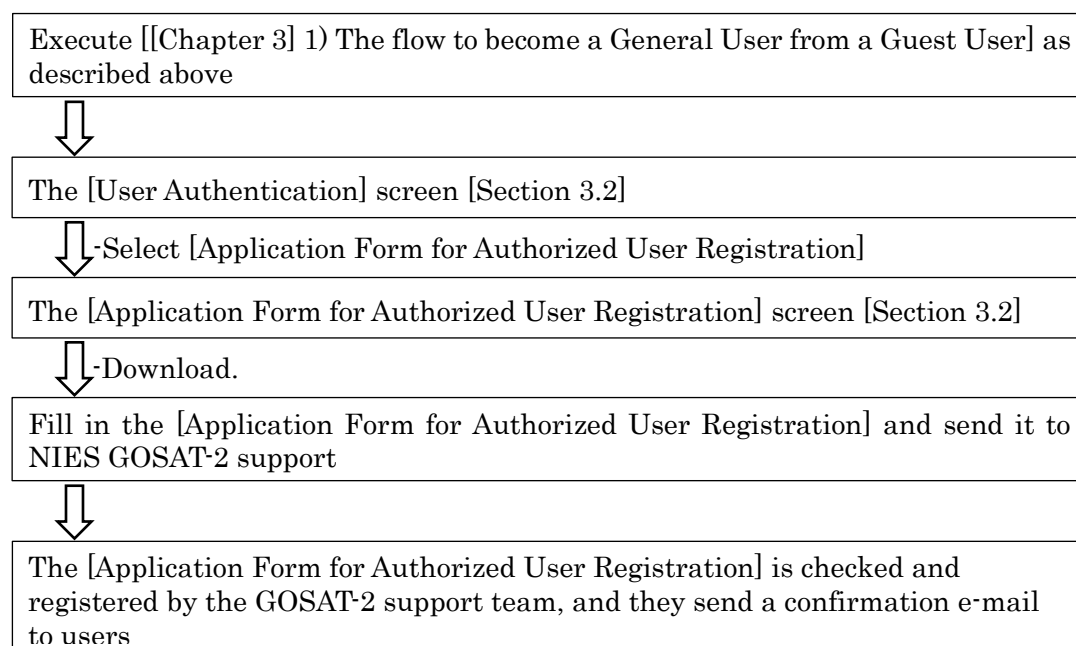 Execute [[Chapter 3] 1) The flow to become a General User from a Guest User] as
described above
The [User Authentication] screen [Section 3.2]
-Select [Application Form for Authorized User Registration]
The [Application Form for Authorized User Registration] screen [Section 3.2]
-Download.
Fill in the [Application Form for Authorized User Registration] and send it to
NIES GOSAT-2 support
The [Application Form for Authorized User Registration] is checked and
registered by the GOSAT-2 support team, and they send a confirmation e-mail
to users